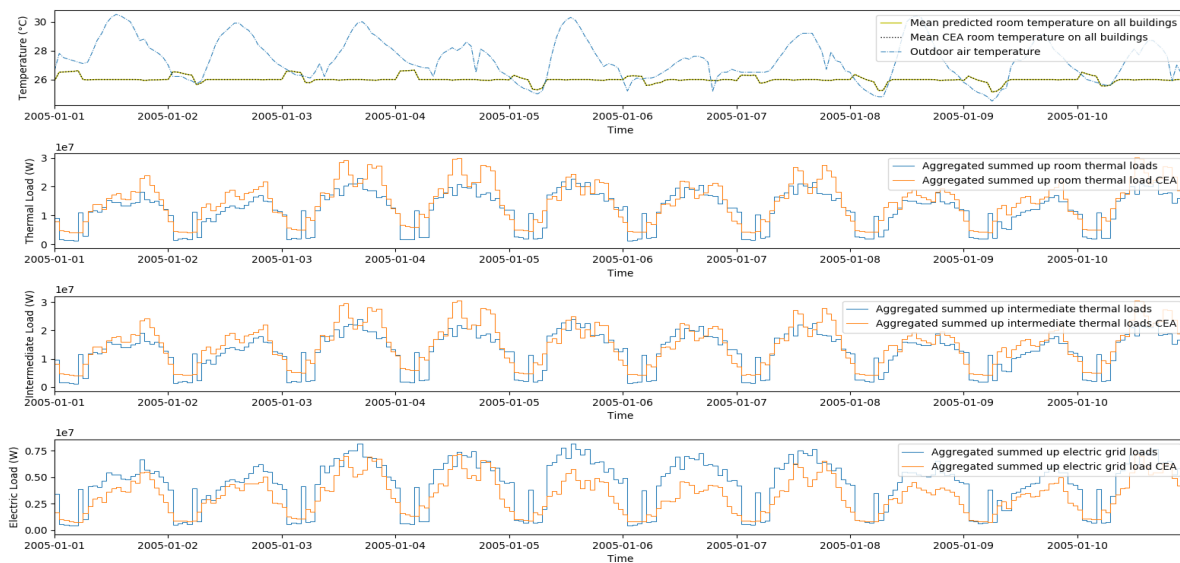 30
28
26
Temperature (°C)
Mean predicted room temperature on all buildings
Mean CEA room temperature on all buildings
Outdoor air temperature
2005-01-01 2005-01-02 2005-01-03 2005-01-04 2005-01-05 2005-01-06 2005-01-07 2005-01-08 2005-01-09 2005-01-10
Time
1e7
3
2
1
0
Thermal Load (W)
Aggregated summed up room thermal loads
Aggregated summed up room thermal load CEA
2005-01-01 2005-01-02 2005-01-03 2005-01-04 2005-01-05 2005-01-06 2005-01-07 2005-01-08 2005-01-09 2005-01-10
Time
1e7
3
2
1
0
Intermediate Load (W)
Aggregated summed up intermediate thermal loads
Aggregated summed up intermediate thermal loads CEA
2005-01-01 2005-01-02 2005-01-03 2005-01-04 2005-01-05 2005-01-06 2005-01-07 2005-01-08 2005-01-09 2005-01-10
Time
1e7
0.75
0.50
0.25
0.00
Electric Load (W)
Aggregated summed up electric grid loads
Aggregated summed up electric grid load CEA
2005-01-01 2005-01-02 2005-01-03 2005-01-04 2005-01-05 2005-01-06 2005-01-07 2005-01-08 2005-01-09 2005-01-10
Time